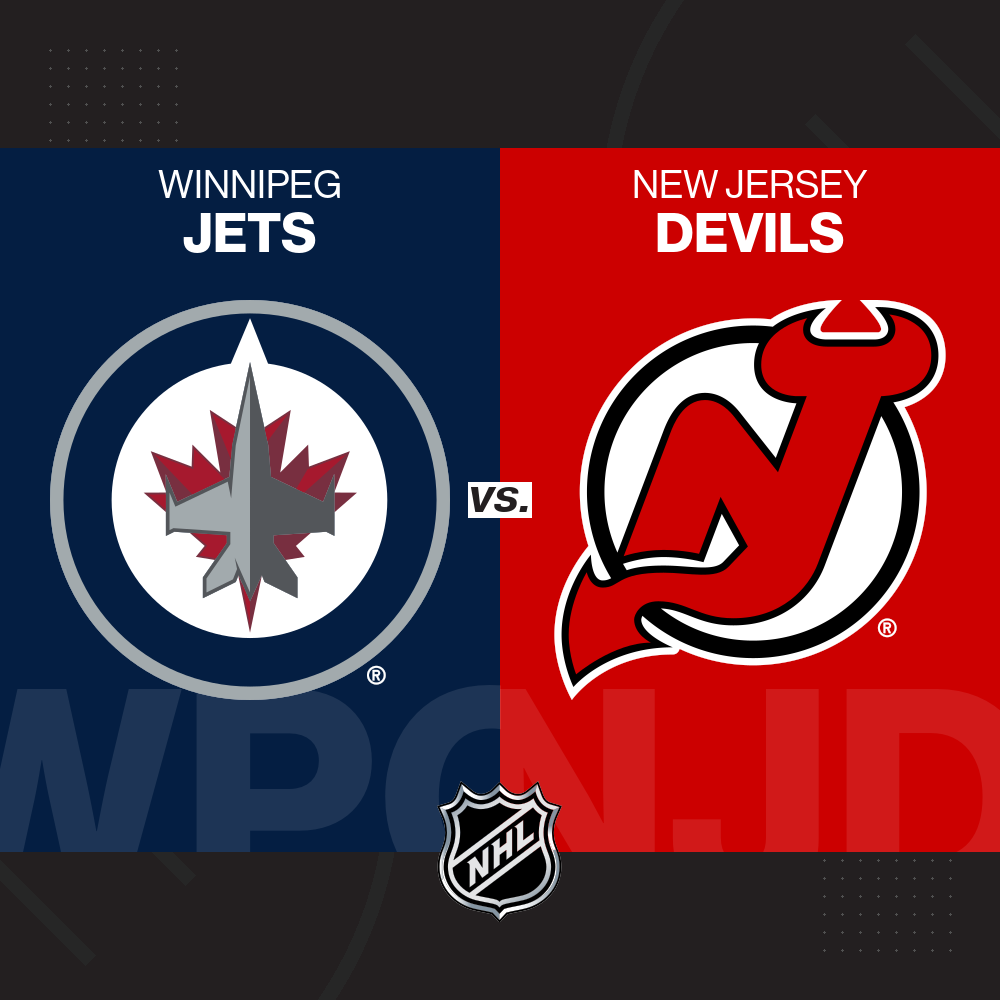 WINNIPEG
JETS
NEW JERSEY
DEVILS
VS.
®
®
WPG
NJD
NHL